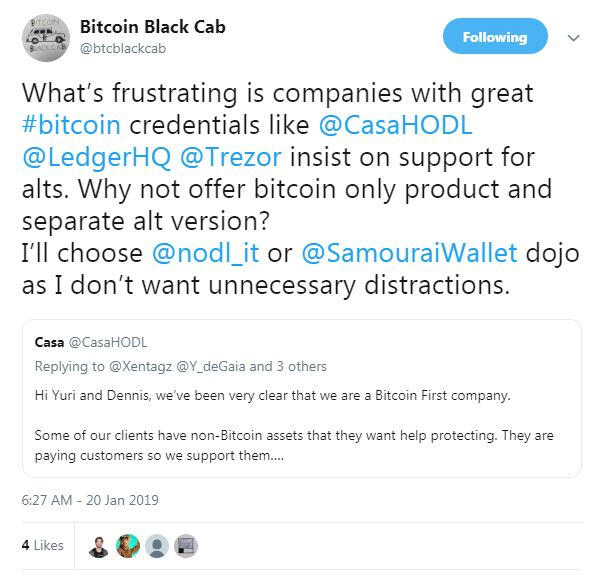 BITCOIN
BLACK CAB
Bitcoin Black Cab
@btcblackcab
Following
What’s frustrating is companies with great
#bitcoin credentials like @CasaHODL
@LedgerHQ @Trezor insist on support for
alts. Why not offer bitcoin only product and
separate alt version?
I’ll choose @nodl_it or @SamouraiWallet dojo
as I don’t want unnecessary distractions.
Casa @CasaHODL
Replying to @Xentagz @Y_deGaia and 3 others
Hi Yuri and Dennis, we’ve been very clear that we are a Bitcoin First company.
Some of our clients have non-Bitcoin assets that they want help protecting. They are
paying customers so we support them....
6:27 AM - 20 Jan 2019
4 Likes